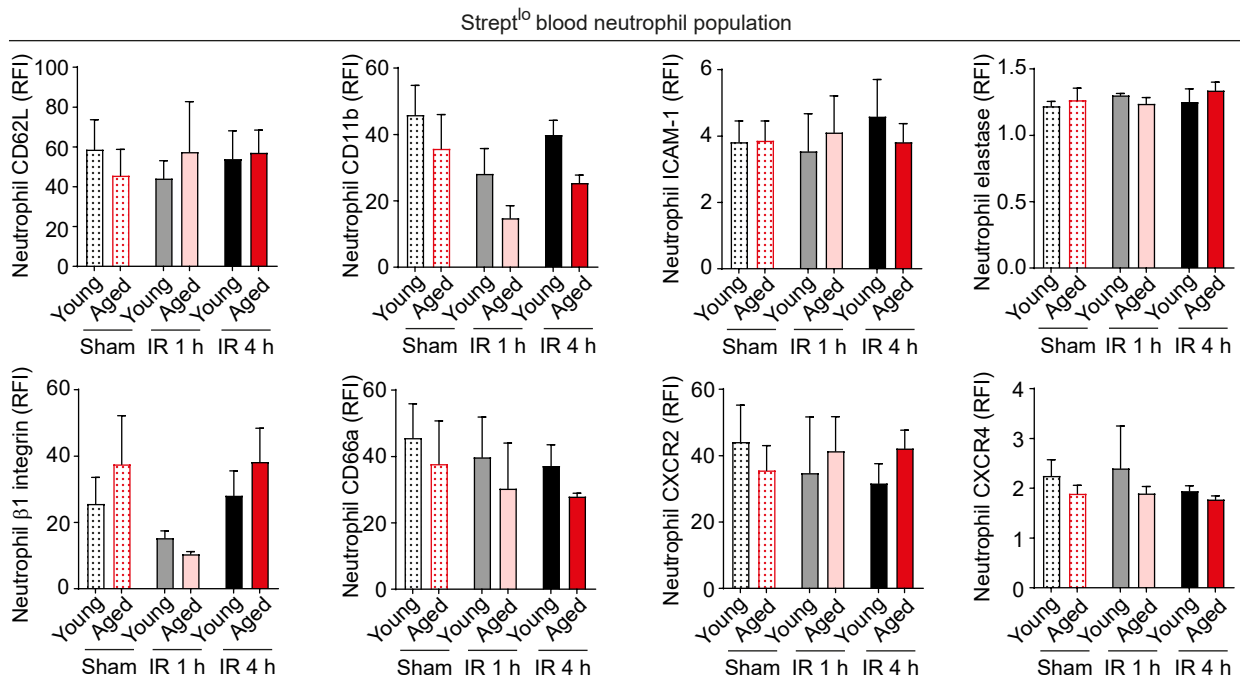 Strept^lo blood neutrophil population
Neutrophil CD62L (RFI)
100
80
60
40
20
0
Young Aged Young Aged Young Aged
Sham IR 1 h IR 4 h
Neutrophil CD11b (RFI)
60
40
20
0
Young Aged Young Aged Young Aged
Sham IR 1 h IR 4 h
Neutrophil ICAM-1 (RFI)
6
4
2
0
Young Aged Young Aged Young Aged
Sham IR 1 h IR 4 h
Neutrophil elastase (RFI)
1.5
1.0
0.5
0.0
Young Aged Young Aged Young Aged
Sham IR 1 h IR 4 h
Neutrophil β1 integrin (RFI)
60
40
20
0
Young Aged Young Aged Young Aged
Sham IR 1 h IR 4 h
Neutrophil CD66a (RFI)
60
40
20
0
Young Aged Young Aged Young Aged
Sham IR 1 h IR 4 h
Neutrophil CXCR2 (RFI)
60
40
20
0
Young Aged Young Aged Young Aged
Sham IR 1 h IR 4 h
Neutrophil CXCR4 (RFI)
4
3
2
1
0
Young Aged Young Aged Young Aged
Sham IR 1 h IR 4 h